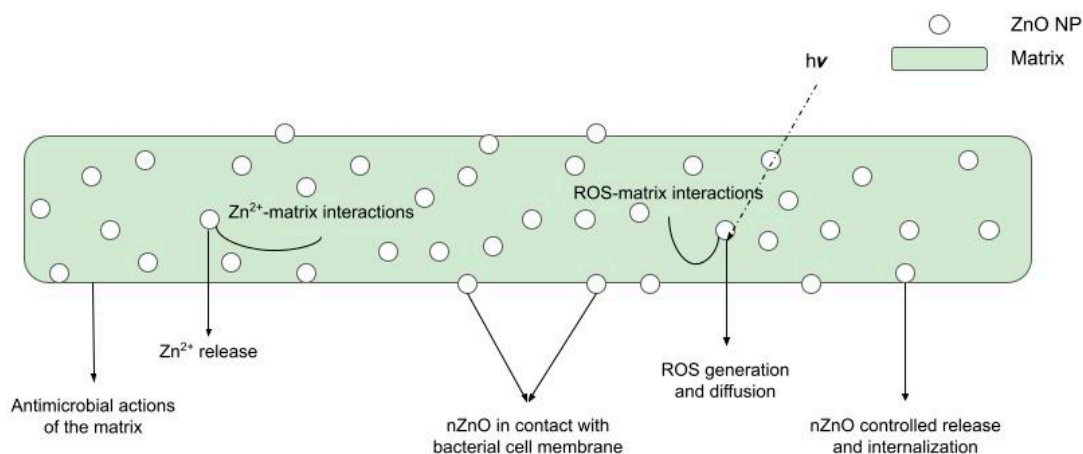 ZnO NP
Matrix
hv
ROS-matrix interactions
Zn²⁺-matrix interactions
Zn²⁺ release
ROS generation
and diffusion
Antimicrobial actions
of the matrix
nZnO in contact with
bacterial cell membrane
nZnO controlled release
and internalization